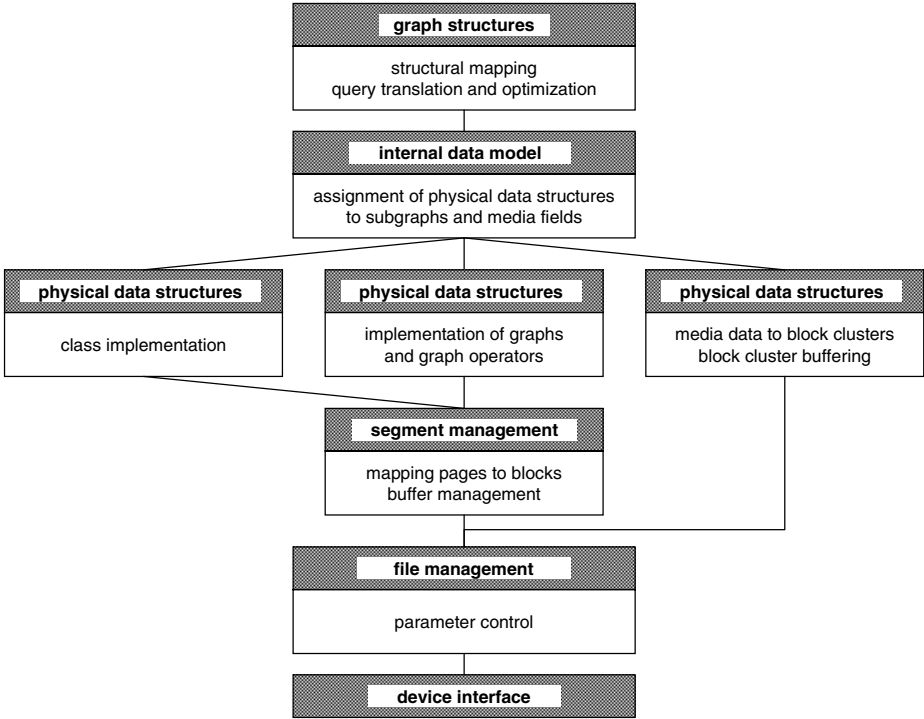 graph structures
structural mapping
query translation and optimization
internal data model
assignment of physical data structures
to subgraphs and media fields
physical data structures
class implementation
physical data structures
implementation of graphs
and graph operators
physical data structures
media data to block clusters
block cluster buffering
segment management
mapping pages to blocks
buffer management
file management
parameter control
device interface